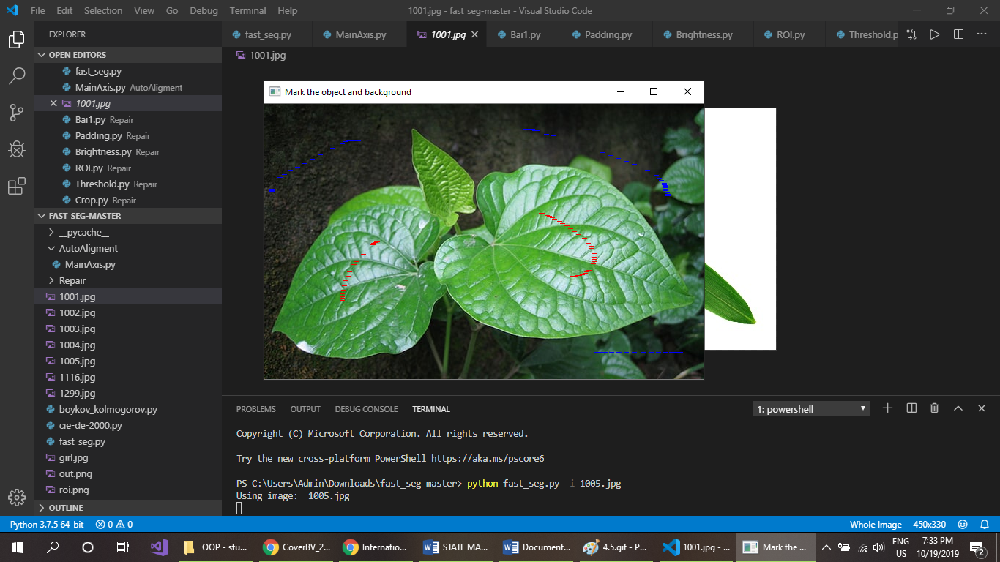 File Edit Selection View Go Debug Terminal Help 1001.jpg - fast_seg-master - Visual Studio Code
EXPLORER
fast_seg.py MainAxis.py 1001.jpg Bai1.py Padding.py Brightness.py ROI.py Threshold.p
1001.jpg
OPEN EDITORS
fast_seg.py
MainAxis.py AutoAligment
1001.jpg
Bai1.py Repair
Padding.py Repair
Brightness.py Repair
ROI.py Repair
Threshold.py Repair
Crop.py Repair
FAST_SEG-MASTER
__pycache__
AutoAligment
MainAxis.py
Repair
1001.jpg
1002.jpg
1003.jpg
1004.jpg
1005.jpg
1116.jpg
1299.jpg
boykov_kolmogorov.py
cie-de-2000.py
fast_seg.py
girl.jpg
out.png
roi.png
OUTLINE
Mark the object and background
PROBLEMS OUTPUT DEBUG CONSOLE TERMINAL 1: powershell
Copyright (C) Microsoft Corporation. All rights reserved.
Try the new cross-platform PowerShell https://aka.ms/pscore6
PS C:\Users\Admin\Downloads\fast_seg-master> python fast_seg.py -i 1005.jpg
Using image:  1005.jpg
Python 3.7.5 64-bit 0 0 Whole Image 450x330
OOP - stu... CoverBV_2... Internatio... STATE MA... Document... 4.5.gif - P... 1001.jpg - ... Mark the ...
ENG 7:33 PM
US 10/19/2019 2